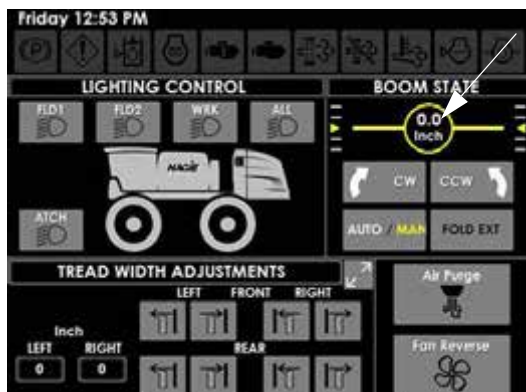 Friday 12:53 PM
LIGHTING CONTROL
FLD1 FLD2 WRK ALL
HAGIE
ATCH
BOOM STATE
0.0
Inch
CW CCW
AUTO / MAN FOLD EXT
TREAD WIDTH ADJUSTMENTS
LEFT FRONT RIGHT
Inch
LEFT RIGHT REAR
0 0
Air Purge
Fan Reverse